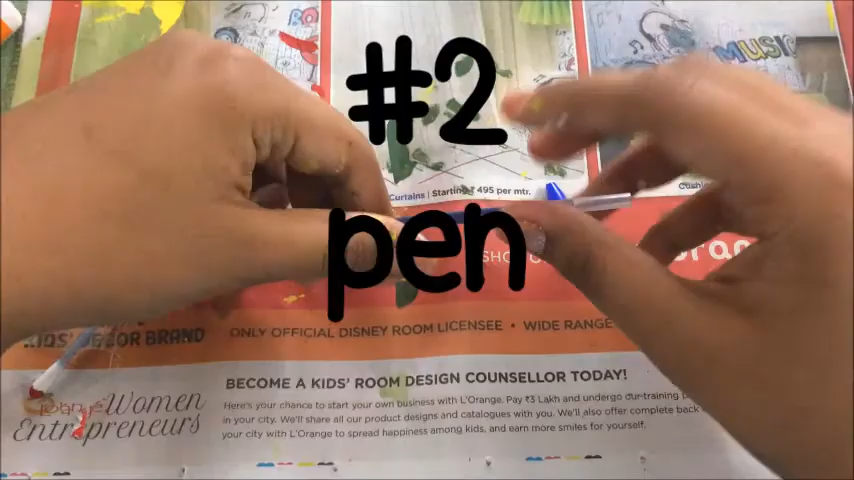 #2
pen
MUSIC
Curtains Starting ₹495 per mtr.
KIDS' DECOR BRAND
ONLY OFFICIAL DISNEY ROOM LICENSEE • WIDE RANGE
BECOME A KIDS' ROOM DESIGN COUNSELLOR TODAY!
Women
Entrepreneurs
Here's your chance to start your own business with L'Orange. Pay ₹3 Lakh and
in your city. We'll share all our product designs and catalogues with you. We'll also offer complete back
your city with L'Orange to spread happiness among Kids, and earn more smiles for yourself.